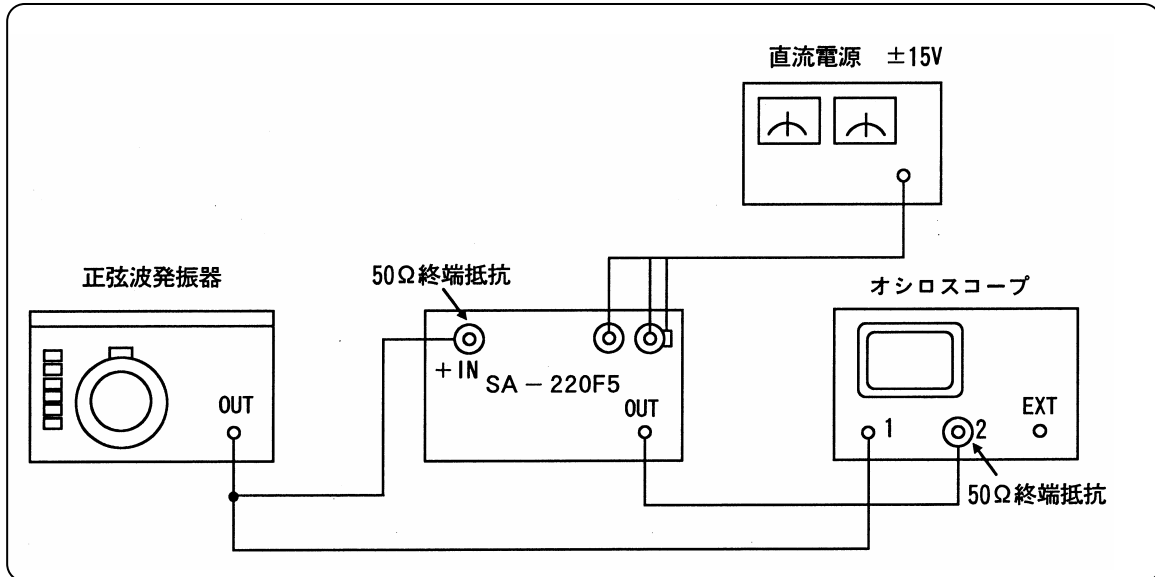 直流電源 ±15V
正弦波発振器
50Ω終端抵抗
オシロスコープ
+IN
SA-220F5
OUT
OUT
1
2
EXT
50Ω終端抵抗